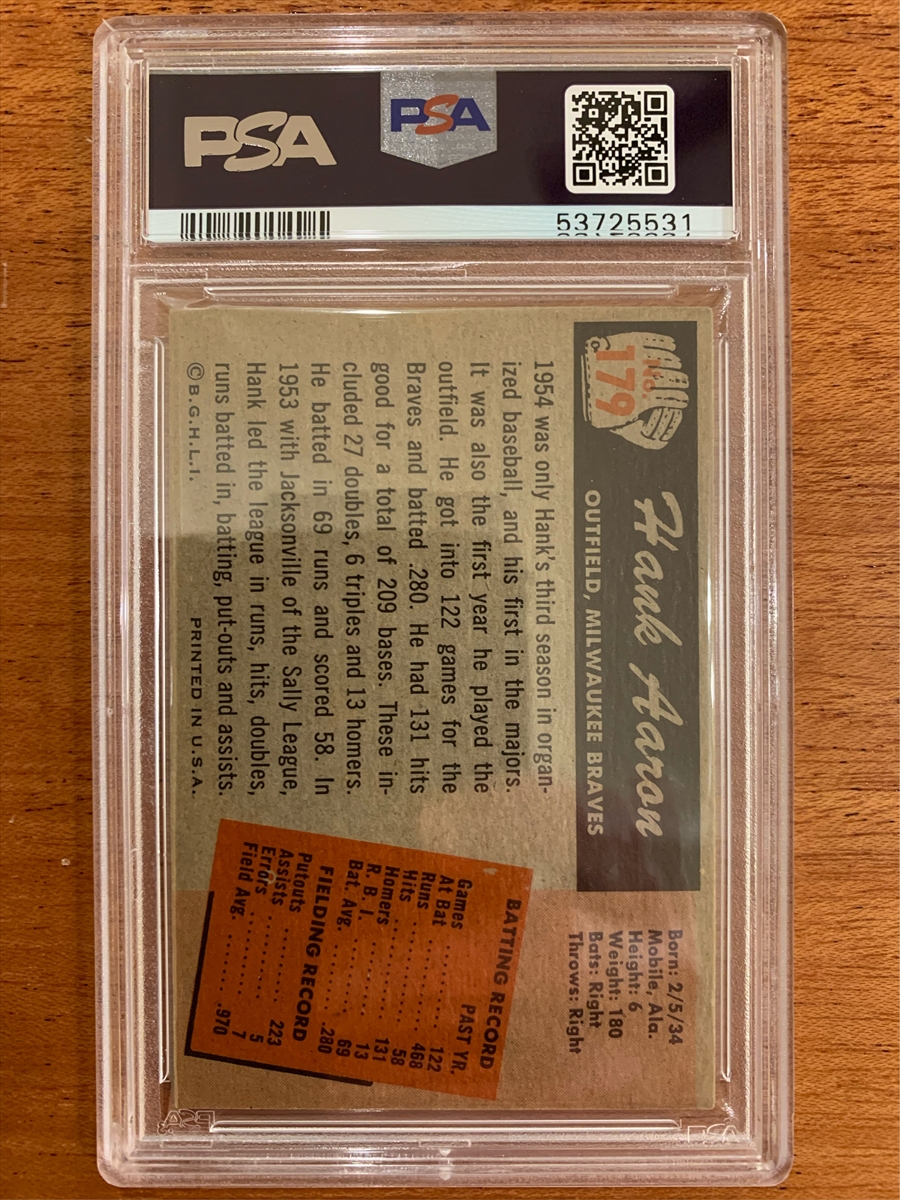 PSA
PSA
53725531
No.
179
Hank Aaron
OUTFIELD, MILWAUKEE BRAVES
1954 was only Hank's third season in organ-
ized baseball, and his first in the majors.
It was also the first year he played the
outfield. He got into 122 games for the
Braves and batted .280. He had 131 hits
good for a total of 209 bases. These in-
cluded 27 doubles, 6 triples and 13 homers.
He batted in 69 runs and scored 58. In
1953 with Jacksonville of the Sally League,
Hank led the league in runs, hits, doubles,
runs batted in, batting, put-outs and assists.
©B.G.H.L.I. PRINTED IN U.S.A.
Born: 2/5/34
Mobile, Ala.
Height: 6
Weight: 180
Bats: Right
Throws: Right
BATTING RECORD
PAST YR.
Games 122
At Bat 468
Runs 58
Hits 131
Homers 13
R. B. I. 69
Bat. Avg. .280
FIELDING RECORD
Putouts 223
Assists 5
Errors 7
Field Avg. .970
PSA
PSA